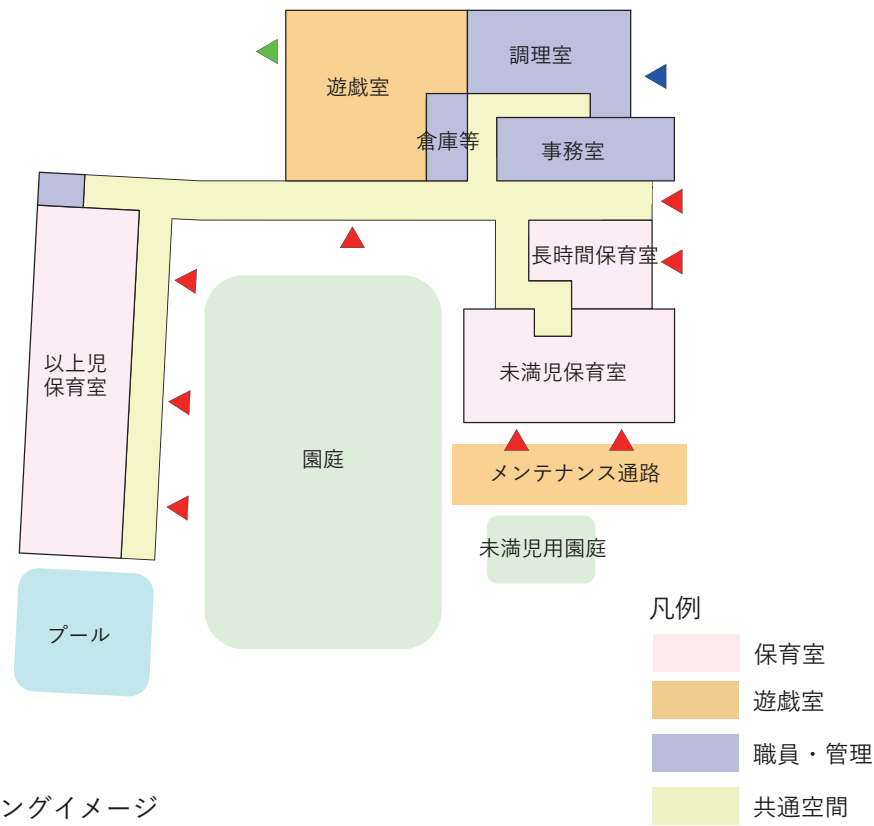 調理室
遊戯室
倉庫等
事務室
長時間保育室
以上児
保育室
未満児保育室
園庭
メンテナンス通路
未満児用園庭
プール
凡例
保育室
遊戯室
職員・管理
共通空間
ングイメージ